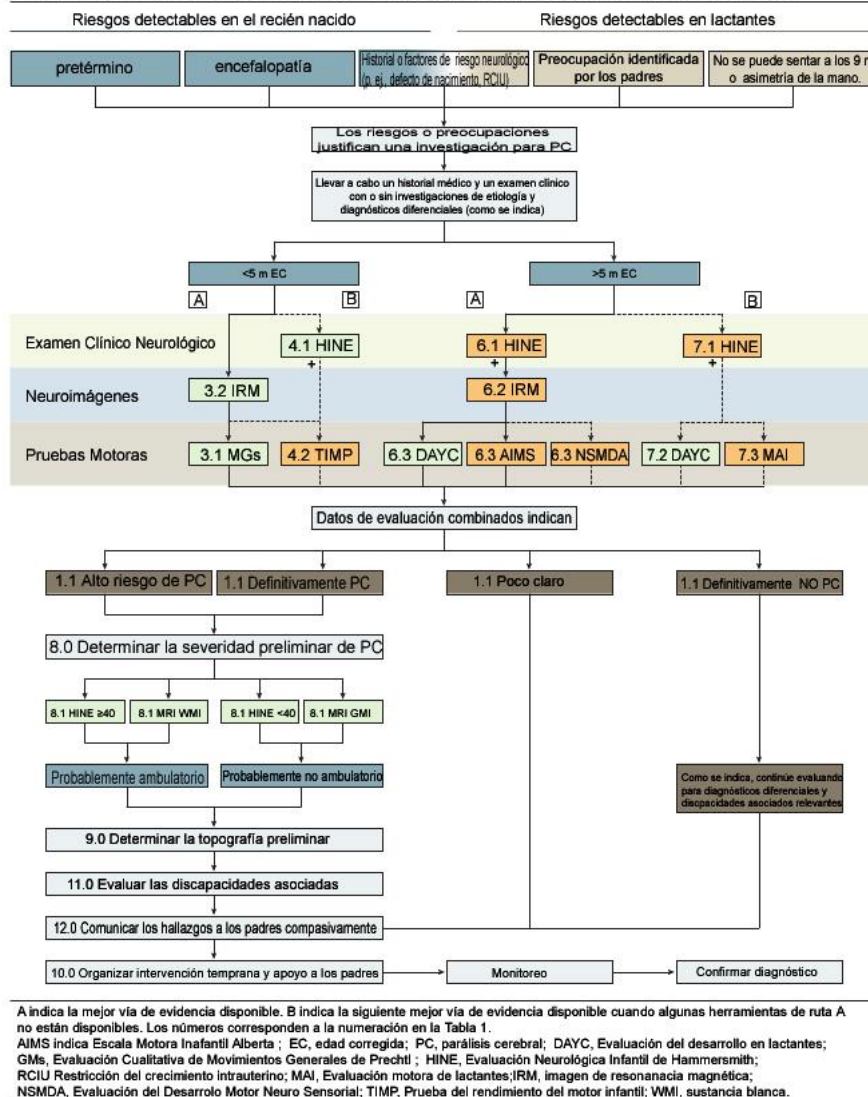 Riesgos detectables en el recién nacido
Riesgos detectables en lactantes
pretérmino
encefalopatía
Historial o factores de riesgo neurológico
(p. ej., defecto de nacimiento, RCIU)
Preocupación identificada
por los padres
No se puede sentar a los 9 m
o asimetría de la mano.
Los riesgos o preocupaciones
justifican una investigación para PC
Llevar a cabo un historial médico y un examen clínico
con o sin investigaciones de etiología y
diagnósticos diferenciales (como se indica)
<5 m EC
>5 m EC
A
B
A
B
Examen Clínico Neurológico
4.1 HINE
+
6.1 HINE
+
7.1 HINE
+
Neuroimágenes
3.2 IRM
6.2 IRM
Pruebas Motoras
3.1 MGs
4.2 TIMP
6.3 DAYC
6.3 AIMS
6.3 NSMDA
7.2 DAYC
7.3 MAI
Datos de evaluación combinados indican
1.1 Alto riesgo de PC
1.1 Definitivamente PC
1.1 Poco claro
1.1 Definitivamente NO PC
8.0 Determinar la severidad preliminar de PC
8.1 HINE ≥40
8.1 MRI WMI
8.1 HINE <40
8.1 MRI GMI
Probablemente ambulatorio
Probablemente no ambulatorio
Como se indica, continúe evaluando
para diagnósticos diferenciales y
discpacidades asociados relevantes
9.0 Determinar la topografía preliminar
11.0 Evaluar las discapacidades asociadas
12.0 Comunicar los hallazgos a los padres compasivamente
10.0 Organizar intervención temprana y apoyo a los padres
Monitoreo
Confirmar diagnóstico
A indica la mejor vía de evidencia disponible. B indica la siguiente mejor vía de evidencia disponible cuando algunas herramientas de ruta A
no están disponibles. Los números corresponden a la numeración en la Tabla 1.
AIMS indica Escala Motora Inafantil Alberta ; EC, edad corregida; PC, parálisis cerebral; DAYC, Evaluación del desarrollo en lactantes;
GMs, Evaluación Cualitativa de Movimientos Generales de Prechtl ; HINE, Evaluación Neurológica Infantil de Hammersmith;
RCIU Restricción del crecimiento intrauterino; MAI, Evaluación motora de lactantes;IRM, imagen de resonanacia magnética;
NSMDA, Evaluación del Desarrolo Motor Neuro Sensorial; TIMP, Prueba del rendimiento del motor infantil; WMI, sustancia blanca.